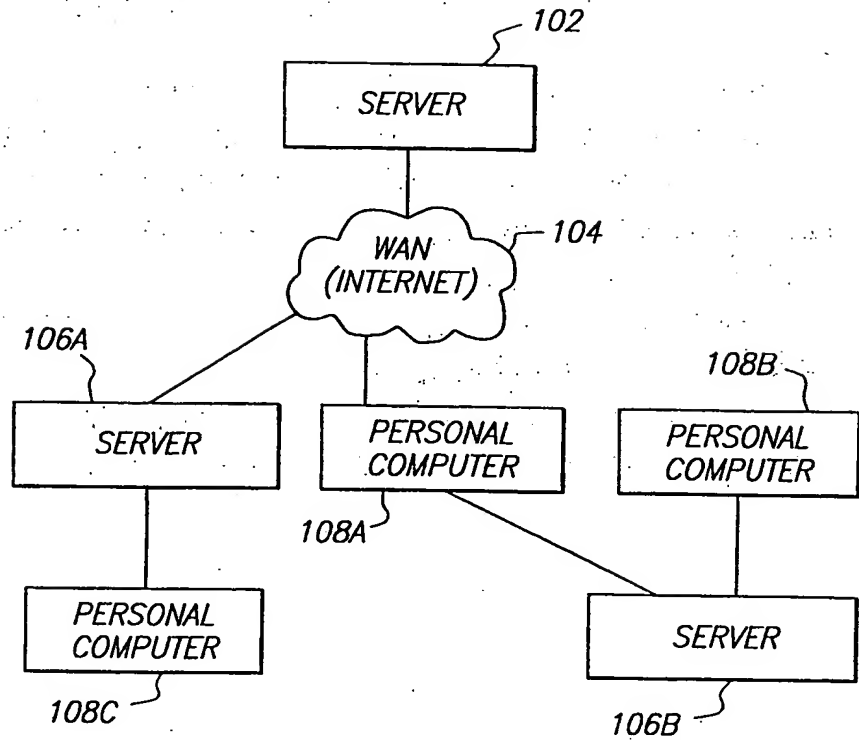 102
SERVER
WAN
(INTERNET)
104
106A
SERVER
PERSONAL
COMPUTER
108A
108B
PERSONAL
COMPUTER
PERSONAL
COMPUTER
108C
SERVER
106B